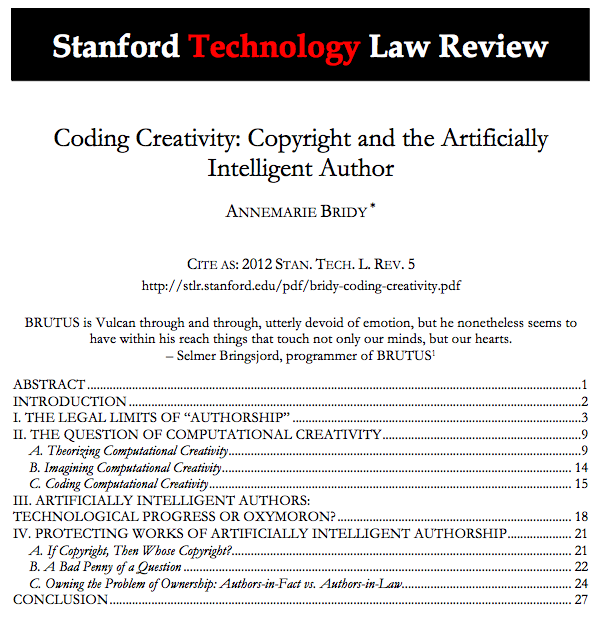 Stanford Technology Law Review
Coding Creativity: Copyright and the Artificially
Intelligent Author
ANNEMARIE BRIDY*
CITE AS: 2012 STAN. TECH. L. REV. 5
http://stlr.stanford.edu/pdf/bridy-coding-creativity.pdf
BRUTUS is Vulcan through and through, utterly devoid of emotion, but he nonetheless seems to
have within his reach things that touch not only our minds, but our hearts.
– Selmer Bringsjord, programmer of BRUTUS¹
ABSTRACT....................1
INTRODUCTION....................2
I. THE LEGAL LIMITS OF “AUTHORSHIP”....................3
II. THE QUESTION OF COMPUTATIONAL CREATIVITY....................9
A. Theorizing Computational Creativity....................9
B. Imagining Computational Creativity....................14
C. Coding Computational Creativity....................15
III. ARTIFICIALLY INTELLIGENT AUTHORS:
TECHNOLOGICAL PROGRESS OR OXYMORON?....................18
IV. PROTECTING WORKS OF ARTIFICIALLY INTELLIGENT AUTHORSHIP....................21
A. If Copyright, Then Whose Copyright?....................21
B. A Bad Penny of a Question....................22
C. Owning the Problem of Ownership: Authors-in-Fact vs. Authors-in-Law....................24
CONCLUSION....................27